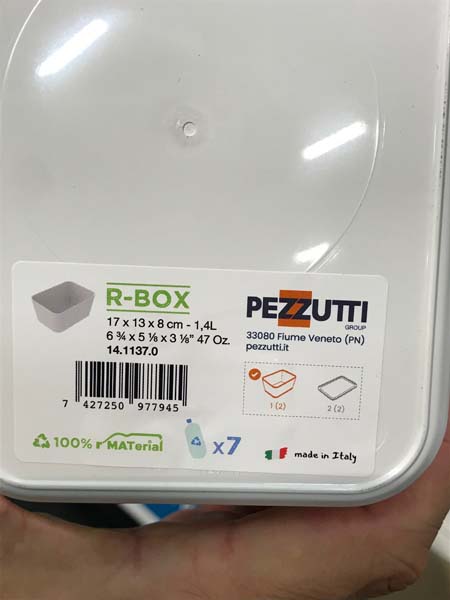 R-BOX
17 x 13 x 8 cm - 1,4L
6 ¾ x 5 ⅛ x 3 ⅛" 47 Oz.
14.1137.0
7 427250 977945
100% r'MATerial
x7
PEZZUTTI
GROUP
33080 Fiume Veneto (PN)
pezzutti.it
1 (2)
2 (2)
made in Italy